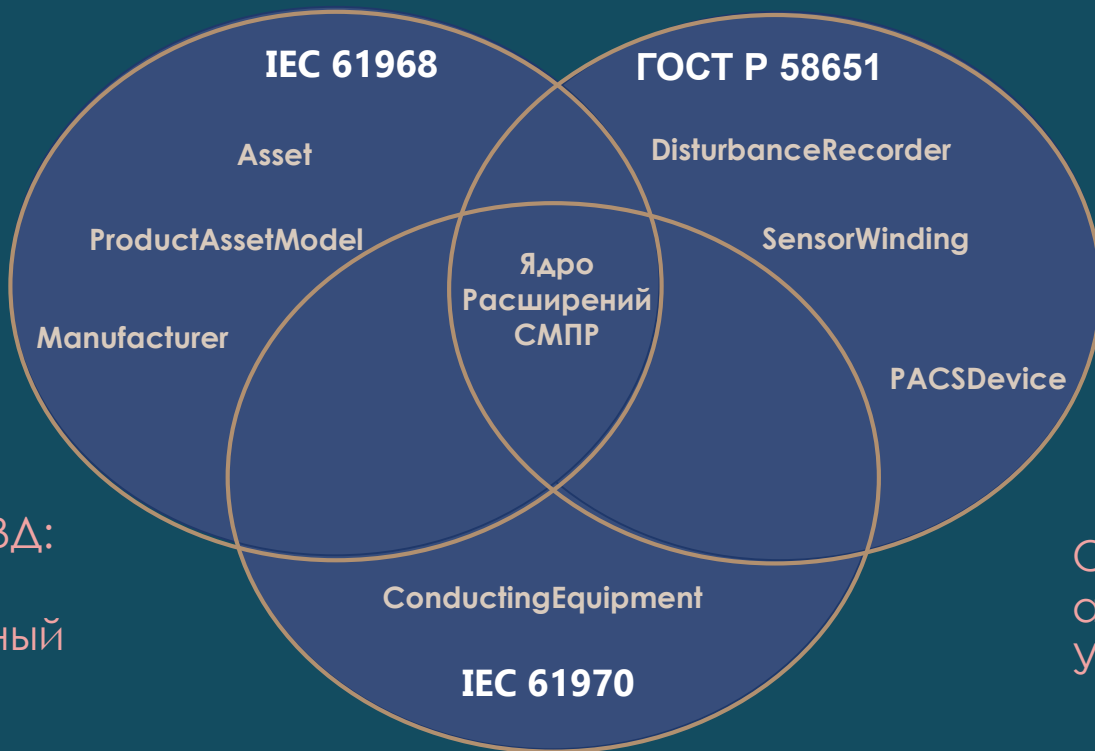 IEC 61968
ГОСТ Р 58651
Asset
DisturbanceRecorder
ProductAssetModel
SensorWinding
Ядро
Расширений
СМПР
Manufacturer
PACSDevice
ConductingEquipment
IEC 61970